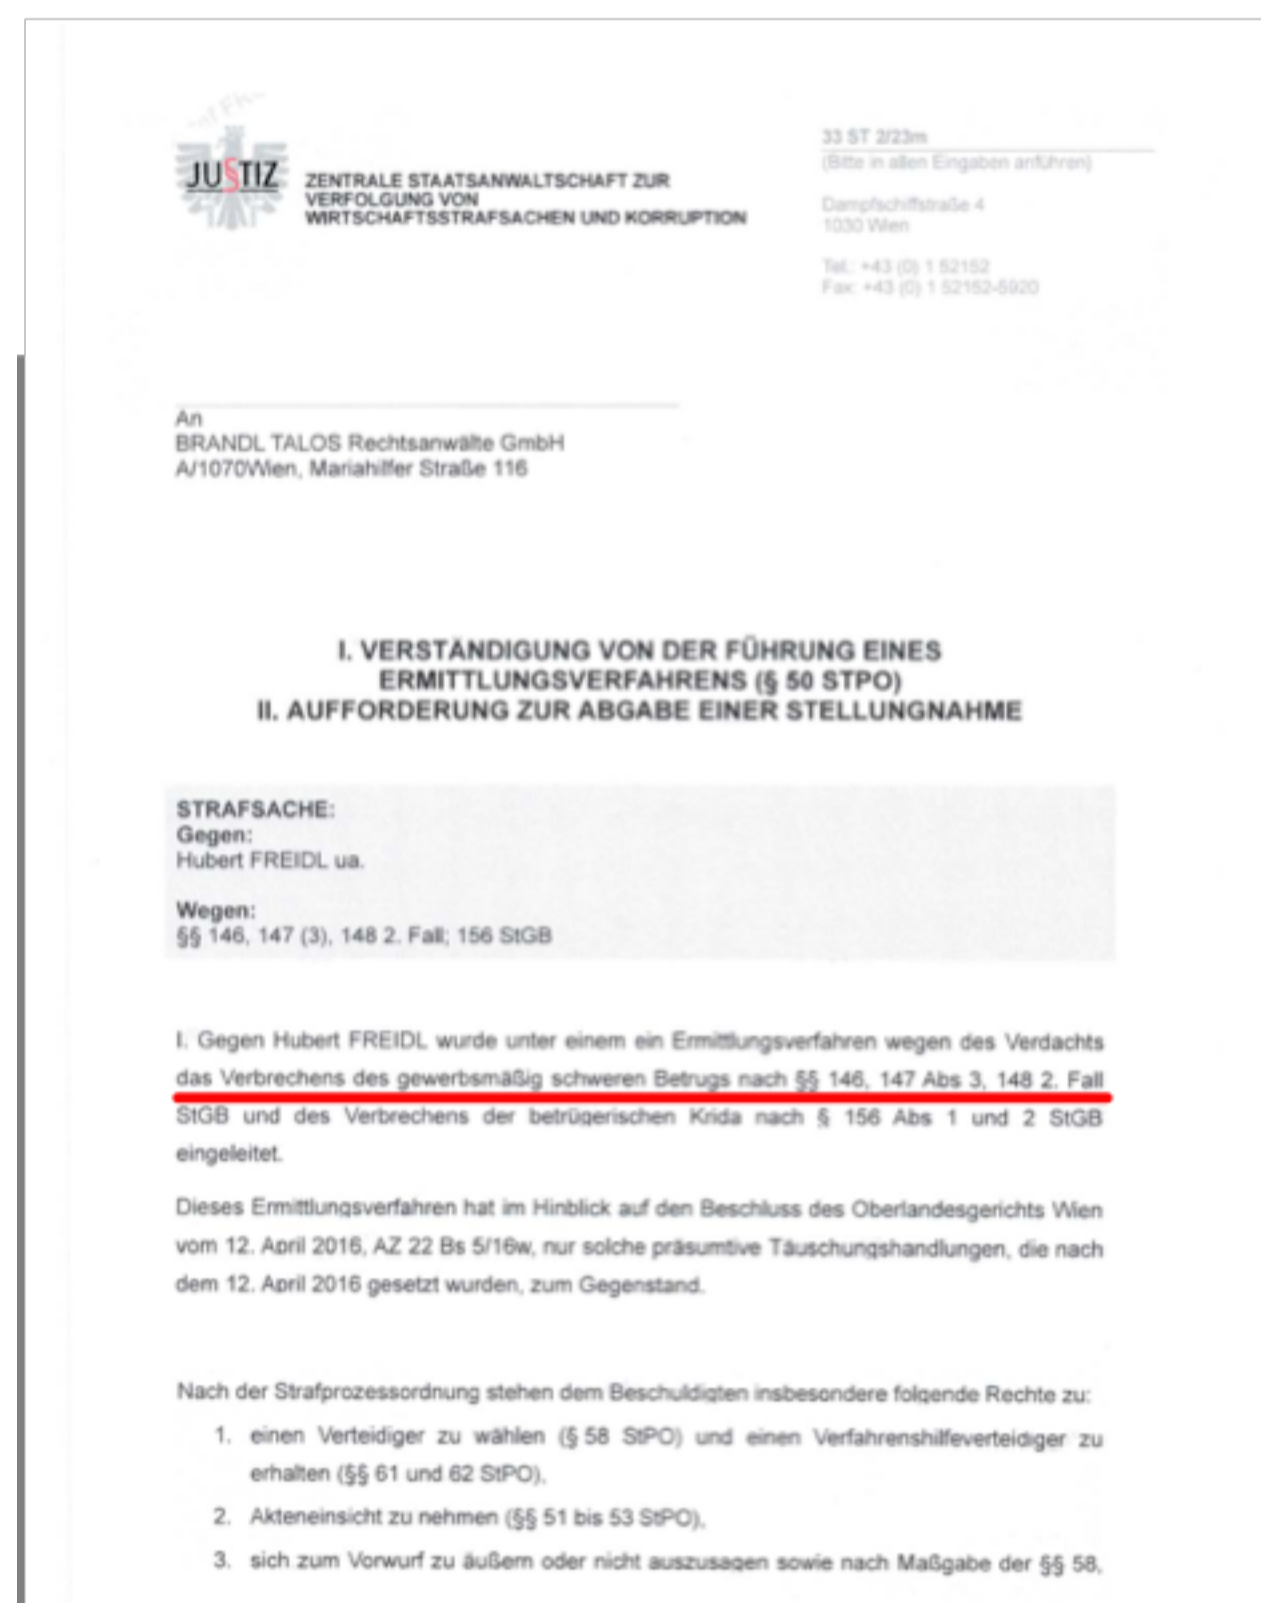 JU§TIZ
ZENTRALE STAATSANWALTSCHAFT ZUR
VERFOLGUNG VON
WIRTSCHAFTSSTRAFSACHEN UND KORRUPTION
33 ST 2/23m
(Bitte in allen Eingaben anführen)
Dampfschiffstraße 4
1030 Wien
Tel.: +43 (0) 1 52152
Fax: +43 (0) 1 52152-5920
An
BRANDL TALOS Rechtsanwälte GmbH
A/1070Wien, Mariahilfer Straße 116
I. VERSTÄNDIGUNG VON DER FÜHRUNG EINES
ERMITTLUNGSVERFAHRENS (§ 50 STPO)
II. AUFFORDERUNG ZUR ABGABE EINER STELLUNGNAHME
STRAFSACHE:
Gegen:
Hubert FREIDL ua.
Wegen:
§§ 146, 147 (3), 148 2. Fall; 156 StGB
I. Gegen Hubert FREIDL wurde unter einem ein Ermittlungsverfahren wegen des Verdachts
das Verbrechens des gewerbsmäßig schweren Betrugs nach §§ 146, 147 Abs 3, 148 2. Fall
StGB und des Verbrechens der betrügerischen Krida nach § 156 Abs 1 und 2 StGB
eingeleitet.
Dieses Ermittlungsverfahren hat im Hinblick auf den Beschluss des Oberlandesgerichts Wien
vom 12. April 2016, AZ 22 Bs 5/16w, nur solche präsumtive Täuschungshandlungen, die nach
dem 12. April 2016 gesetzt wurden, zum Gegenstand.
Nach der Strafprozessordnung stehen dem Beschuldigten insbesondere folgende Rechte zu:
1. einen Verteidiger zu wählen (§ 58 StPO) und einen Verfahrenshilfeverteidiger zu
erhalten (§§ 61 und 62 StPO),
2. Akteneinsicht zu nehmen (§§ 51 bis 53 StPO),
3. sich zum Vorwurf zu äußern oder nicht auszusagen sowie nach Maßgabe der §§ 58,